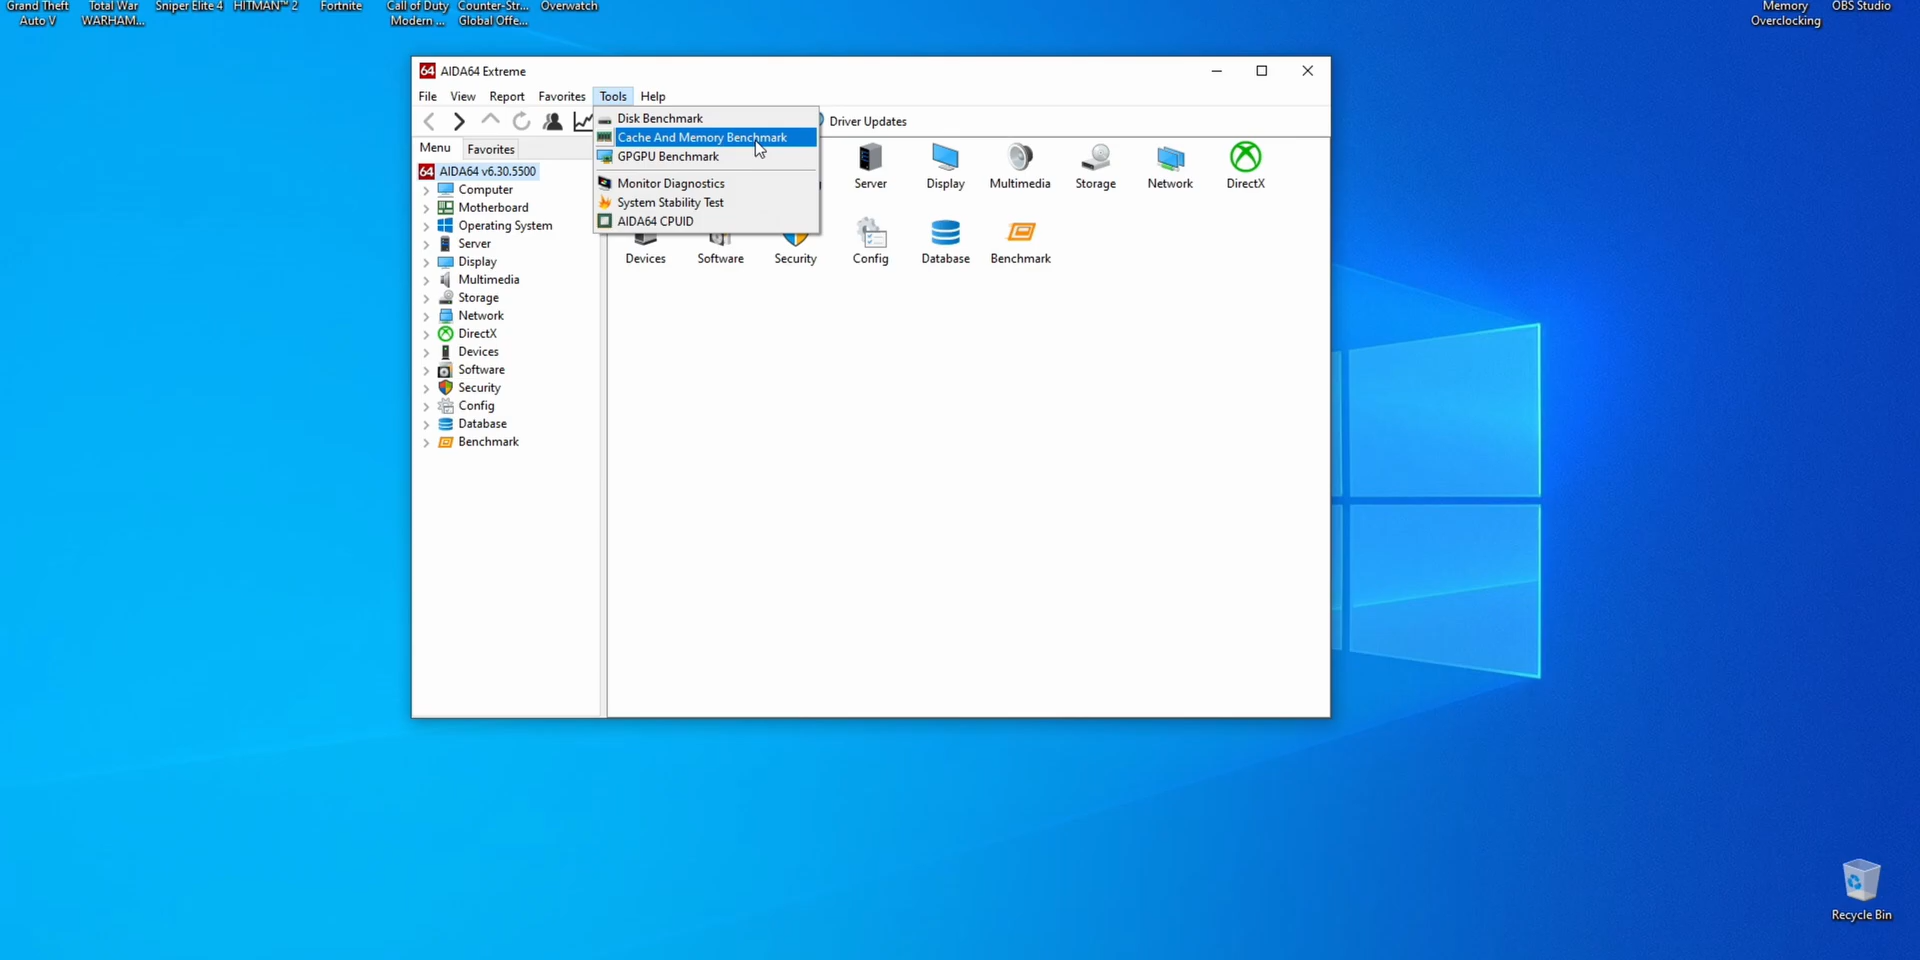 Grand Theft
Auto V
Total War
WARHAM...
Sniper Elite 4
HITMAN™ 2
Fortnite
Call of Duty
Modern ...
Counter-Str...
Global Offe...
Overwatch
Memory
Overclocking
OBS Studio
64 AIDA64 Extreme
File View Report Favorites Tools Help
Driver Updates
Disk Benchmark
Cache And Memory Benchmark
GPGPU Benchmark
Monitor Diagnostics
System Stability Test
AIDA64 CPUID
Menu Favorites
64 AIDA64 v6.30.5500
Computer
Motherboard
Operating System
Server
Display
Multimedia
Storage
Network
DirectX
Devices
Software
Security
Config
Database
Benchmark
Server Display Multimedia Storage Network DirectX
Devices Software Security Config Database Benchmark
Recycle Bin